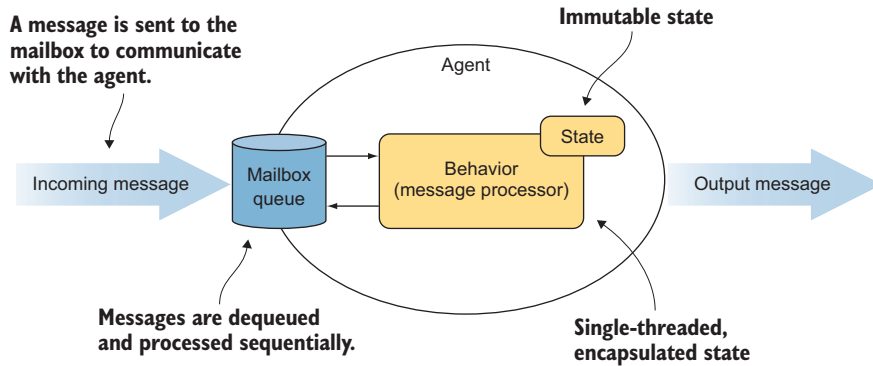 A message is sent to the
mailbox to communicate
with the agent.
Immutable state
Agent
State
Incoming message
Mailbox
queue
Behavior
(message processor)
Output message
Messages are dequeued
and processed sequentially.
Single-threaded,
encapsulated state